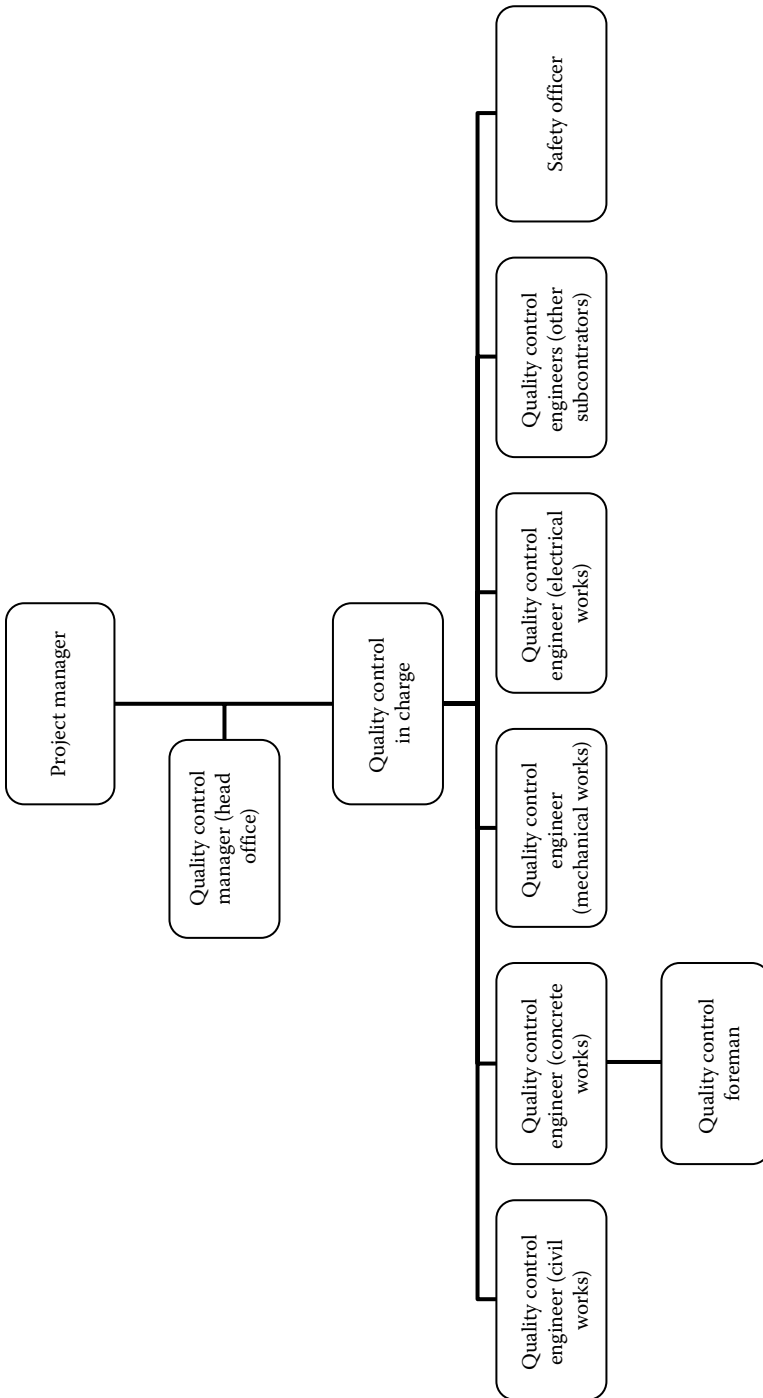 Project manager
Quality control
manager (head
office)
Quality control
in charge
Quality control
engineer (civil
works)
Quality control
engineer (concrete
works)
Quality control
engineer
(mechanical works)
Quality control
engineer (electrical
works)
Quality control
engineers (other
subcontrators)
Safety officer
Quality control
foreman